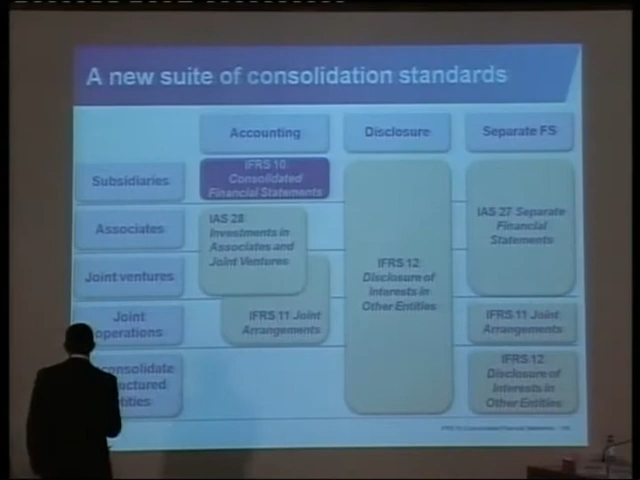 A new suite of consolidation standards
Accounting
Disclosure
Separate FS
Subsidiaries
IFRS 10
Consolidated
Financial Statements
Associates
IAS 28
Investments in
Associates and
Joint Ventures
Joint ventures
IFRS 11 Joint
Arrangements
Joint
operations
consolidate
uctured
tities
IFRS 12
Disclosure of
Interests in
Other Entities
IAS 27 Separate
Financial
Statements
IFRS 11 Joint
Arrangements
IFRS 12
Disclosure of
Interests in
Other Entities